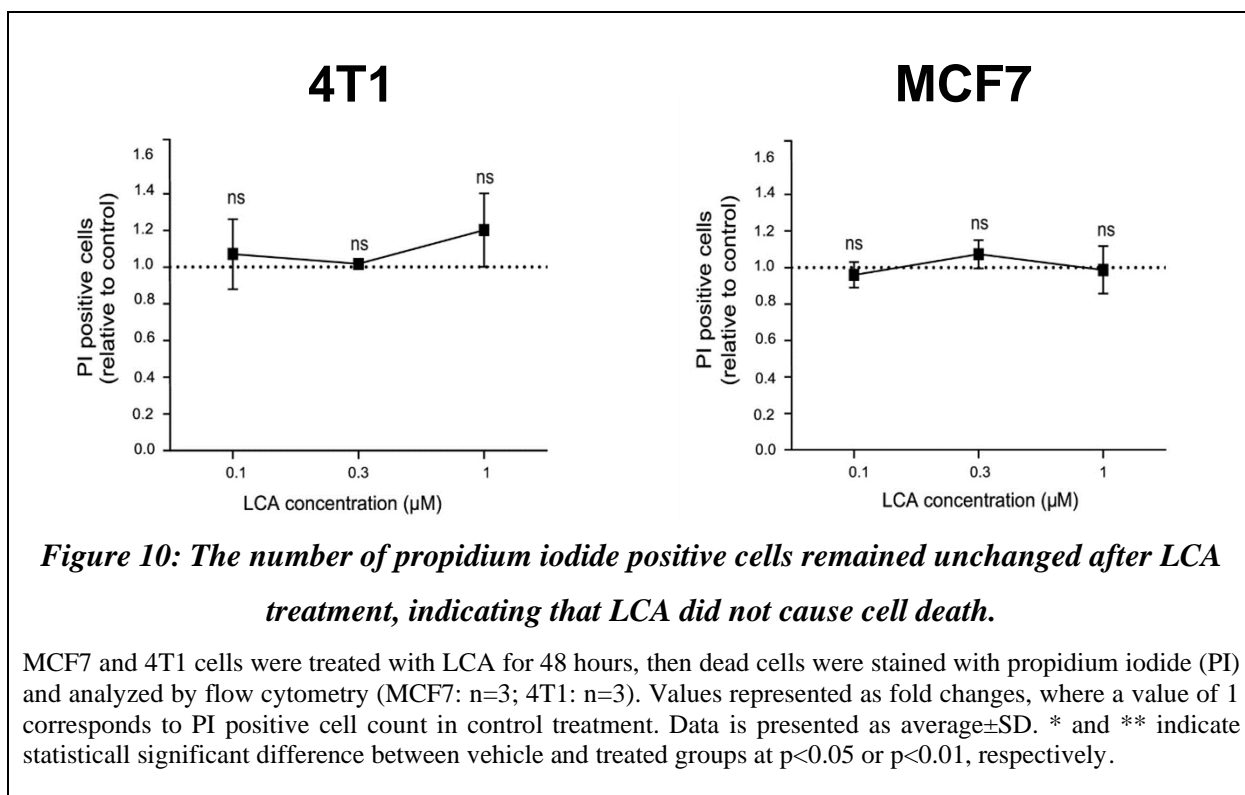 4T1
MCF7
PI positive cells
(relative to control)
1.6
1.4
1.2
1.0
0.8
0.6
0.4
0.2
0.0
ns
ns
ns
0.1
0.3
1
LCA concentration (µM)
PI positive cells
(relative to control)
1.6
1.4
1.2
1.0
0.8
0.6
0.4
0.2
0.0
ns
ns
ns
0.1
0.3
1
LCA concentration (µM)
Figure 10: The number of propidium iodide positive cells remained unchanged after LCA
treatment, indicating that LCA did not cause cell death.
MCF7 and 4T1 cells were treated with LCA for 48 hours, then dead cells were stained with propidium iodide (PI)
and analyzed by flow cytometry (MCF7: n=3; 4T1: n=3). Values represented as fold changes, where a value of 1
corresponds to PI positive cell count in control treatment. Data is presented as average±SD. * and ** indicate
statisticall significant difference between vehicle and treated groups at p<0.05 or p<0.01, respectively.